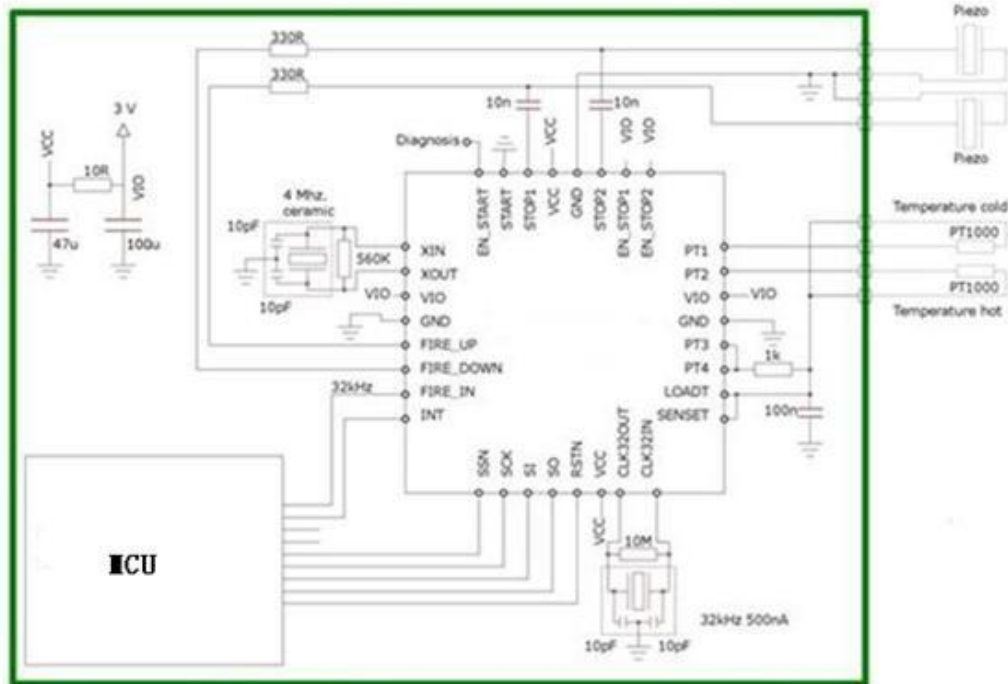 Piezo
330R
330R
10n
10n
3 V
VCC
VIO
VIO
Diagnosis
VCC
10R
VIO
Piezo
47u
100u
4 Mhz,
ceramic
10pF
560K
10pF
VIO
EN_START
START
STOP1
VCC
GND
STOP2
EN_STOP1
EN_STOP2
Temperature cold
PT1000
PT1000
Temperature hot
XIN
XOUT
VIO
GND
FIRE_UP
FIRE_DOWN
FIRE_IN
INT
32kHz
PT1
PT2
VIO
VIO
GND
PT3
PT4
LOADT
SENSET
1k
100n
SSN
SCK
SI
SO
RSTN
VCC
CLK32OUT
CLK32IN
MCU
VCC
10M
32kHz 500nA
10pF
10pF